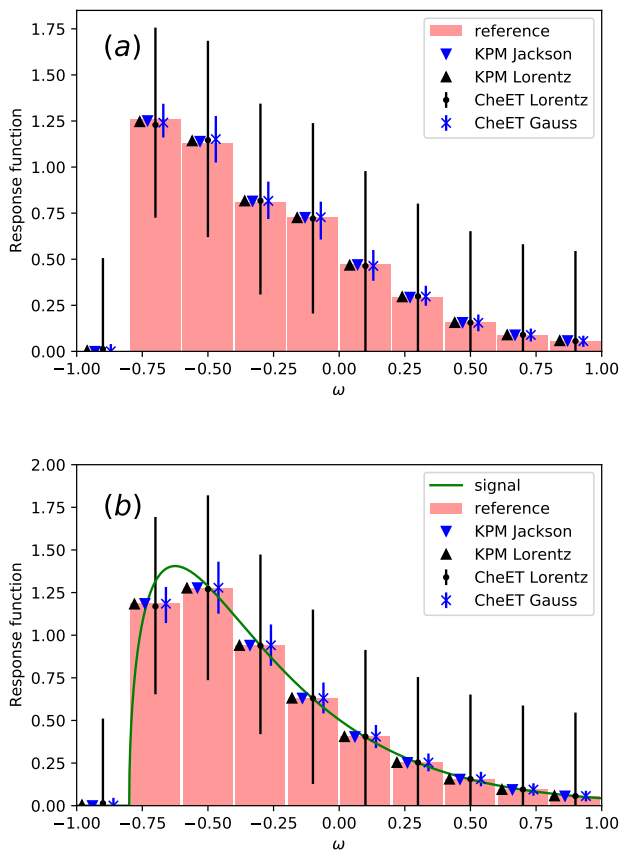 (a)
reference
KPM Jackson
KPM Lorentz
CheET Lorentz
CheET Gauss
Response function
1.75
1.50
1.25
1.00
0.75
0.50
0.25
0.00
−1.00 −0.75 −0.50 −0.25 0.00 0.25 0.50 0.75 1.00
ω
(b)
signal
reference
KPM Jackson
KPM Lorentz
CheET Lorentz
CheET Gauss
Response function
2.00
1.75
1.50
1.25
1.00
0.75
0.50
0.25
0.00
−1.00 −0.75 −0.50 −0.25 0.00 0.25 0.50 0.75 1.00
ω